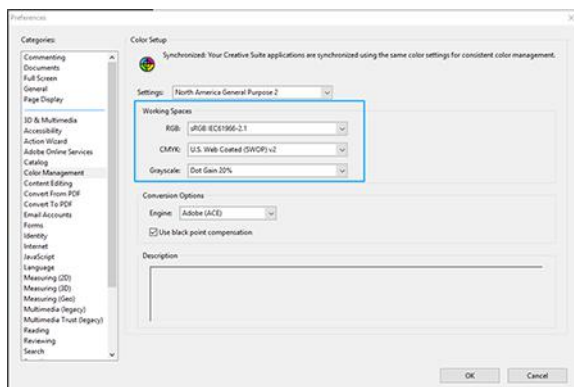 Preferences
Categories:
Commenting
Documents
Full Screen
General
Page Display
3D & Multimedia
Accessibility
Action Wizard
Adobe Online Services
Catalog
Color Management
Content Editing
Convert From PDF
Convert To PDF
Email Accounts
Forms
Identity
Internet
JavaScript
Language
Measuring (2D)
Measuring (3D)
Measuring (Geo)
Multimedia (legacy)
Multimedia Trust (legacy)
Reading
Reviewing
Search
Color Setup
Synchronized: Your Creative Suite applications are synchronized using the same color settings for consistent color management.
Settings: North America General Purpose 2
Working Spaces
RGB: sRGB IEC61966-2.1
CMYK: U.S. Web Coated (SWOP) v2
Grayscale: Dot Gain 20%
Conversion Options
Engine: Adobe (ACE)
Use black point compensation
Description
OK Cancel